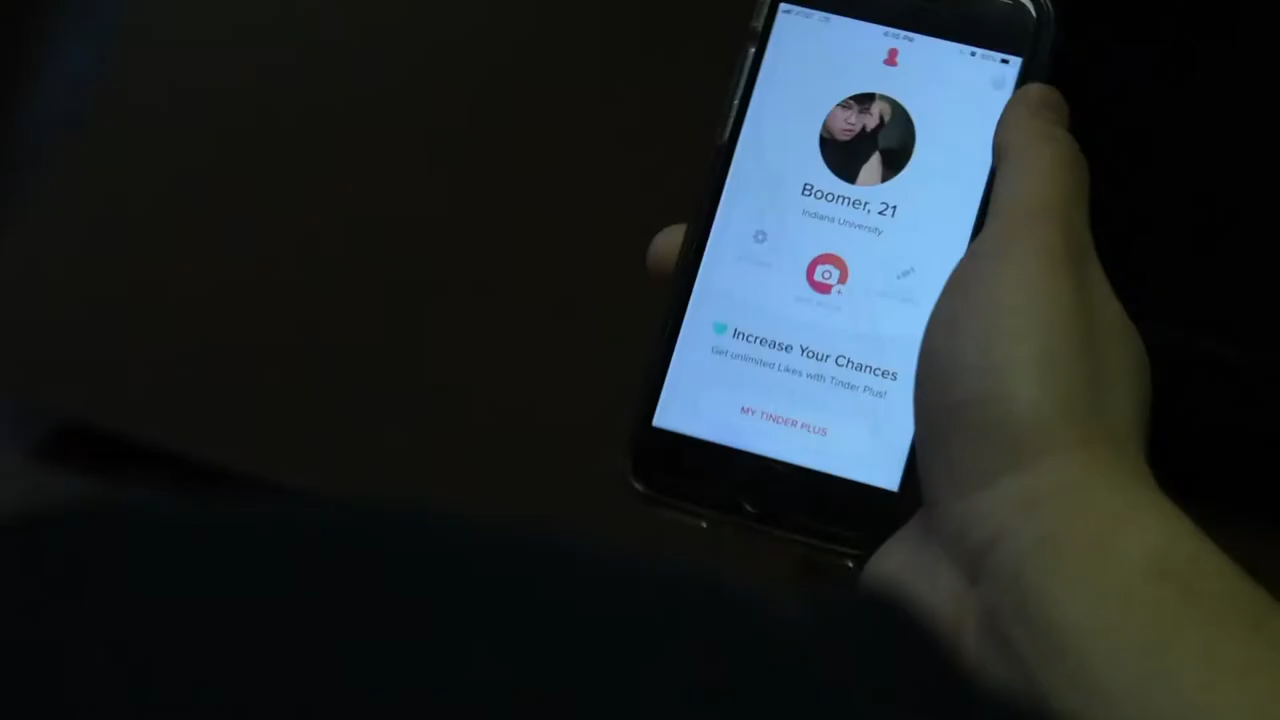 Boomer, 21
Indiana University
Increase Your Chances
Get unlimited Likes with Tinder Plus!
MY TINDER PLUS